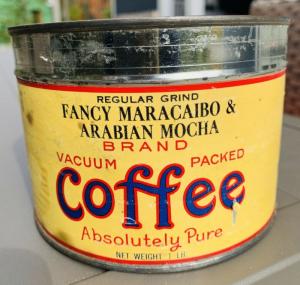 REGULAR GRIND
FANCY MARACAIBO &
ARABIAN MOCHA
BRAND
VACUUM PACKED
Coffee
Absolutely Pure
NET WEIGHT 1 LB